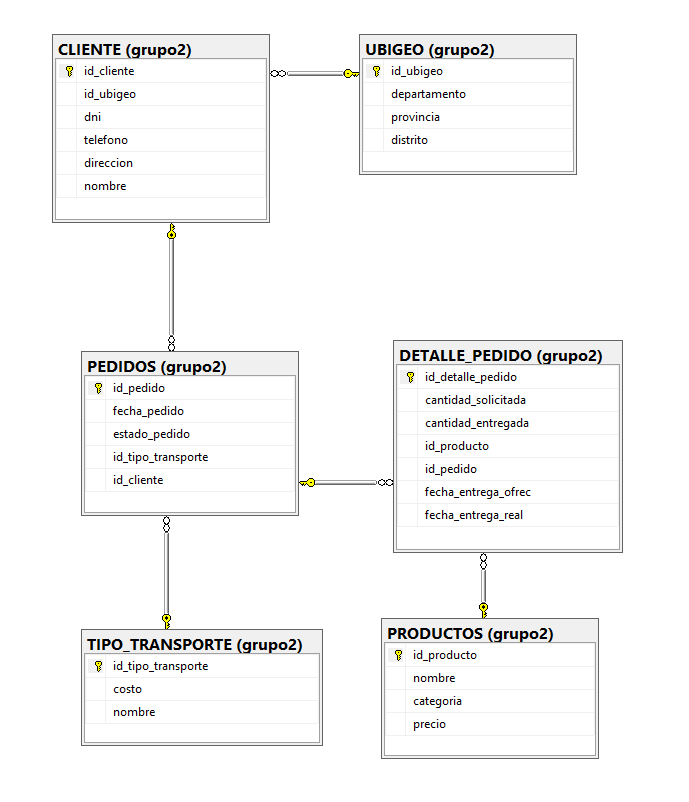 CLIENTE (grupo2)
id_cliente
id_ubigeo
dni
telefono
direccion
nombre
UBIGEO (grupo2)
id_ubigeo
departamento
provincia
distrito
PEDIDOS (grupo2)
id_pedido
fecha_pedido
estado_pedido
id_tipo_transporte
id_cliente
DETALLE_PEDIDO (grupo2)
id_detalle_pedido
cantidad_solicitada
cantidad_entregada
id_producto
id_pedido
fecha_entrega_ofrec
fecha_entrega_real
TIPO_TRANSPORTE (grupo2)
id_tipo_transporte
costo
nombre
PRODUCTOS (grupo2)
id_producto
nombre
categoria
precio